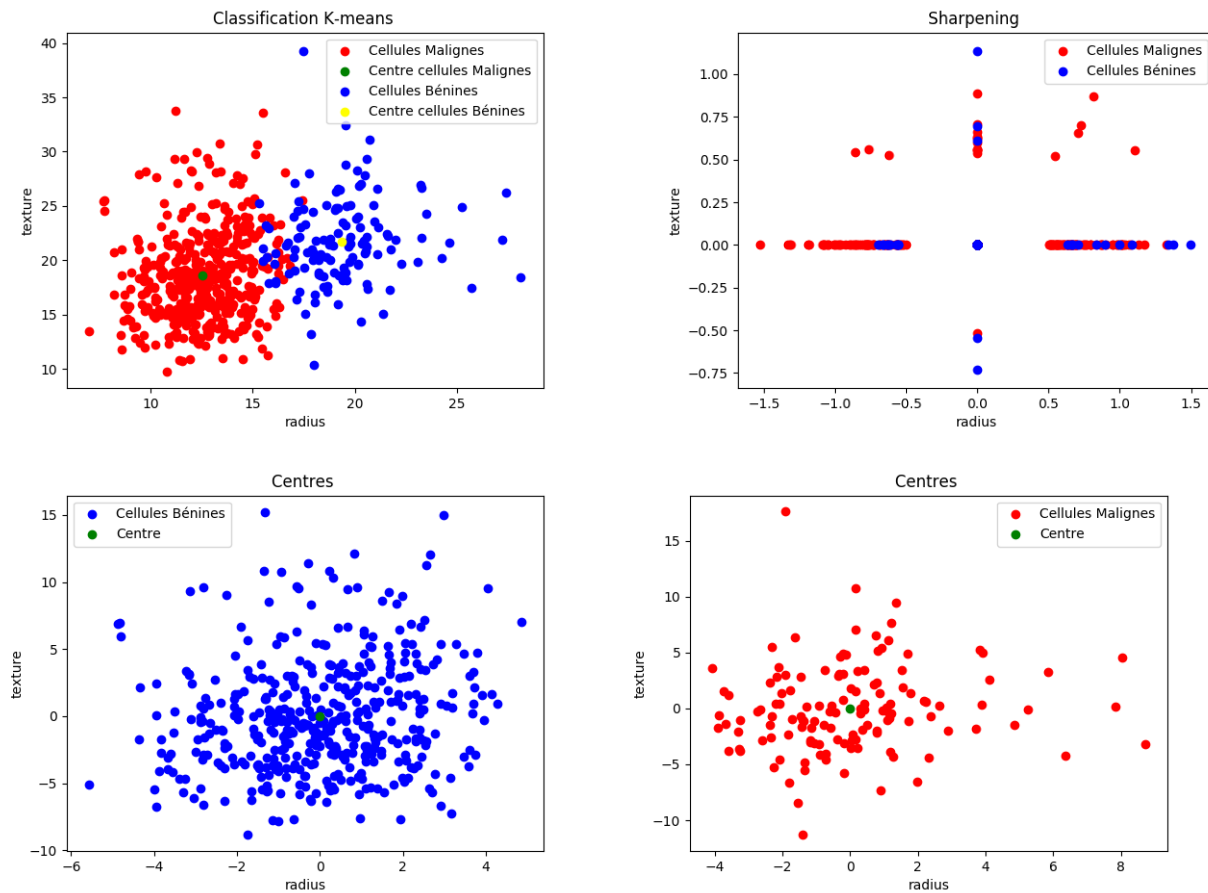 Classification K-means
40
35
30
25
20
15
10
texture
10
15
20
25
radius
Cellules Malignes
Centre cellules Malignes
Cellules Bénines
Centre cellules Bénines
Sharpening
1.00
0.75
0.50
0.25
0.00
−0.25
−0.50
−0.75
texture
−1.5
−1.0
−0.5
0.0
0.5
1.0
1.5
radius
Cellules Malignes
Cellules Bénines
Centres
15
10
5
0
−5
−10
texture
−6
−4
−2
0
2
4
radius
Cellules Bénines
Centre
Centres
15
10
5
0
−5
−10
texture
−4
−2
0
2
4
6
8
radius
Cellules Malignes
Centre